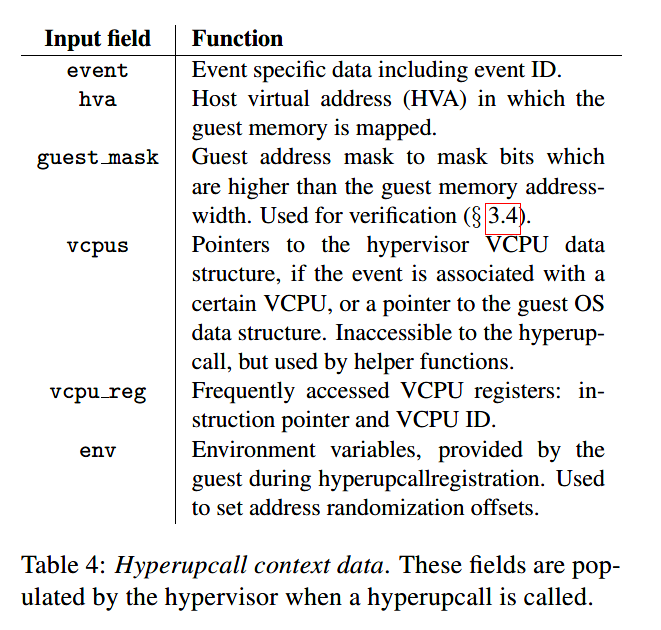 Input field Function
event Event specific data including event ID.
hva Host virtual address (HVA) in which the
guest memory is mapped.
guest_mask Guest address mask to mask bits which
are higher than the guest memory address-
width. Used for verification (§ 3.4).
vcpus Pointers to the hypervisor VCPU data
structure, if the event is associated with a
certain VCPU, or a pointer to the guest OS
data structure. Inaccessible to the hyperup-
call, but used by helper functions.
vcpu_reg Frequently accessed VCPU registers: in-
struction pointer and VCPU ID.
env Environment variables, provided by the
guest during hyperupcallregistration. Used
to set address randomization offsets.
Table 4: Hyperupcall context data. These fields are pop-
ulated by the hypervisor when a hyperupcall is called.